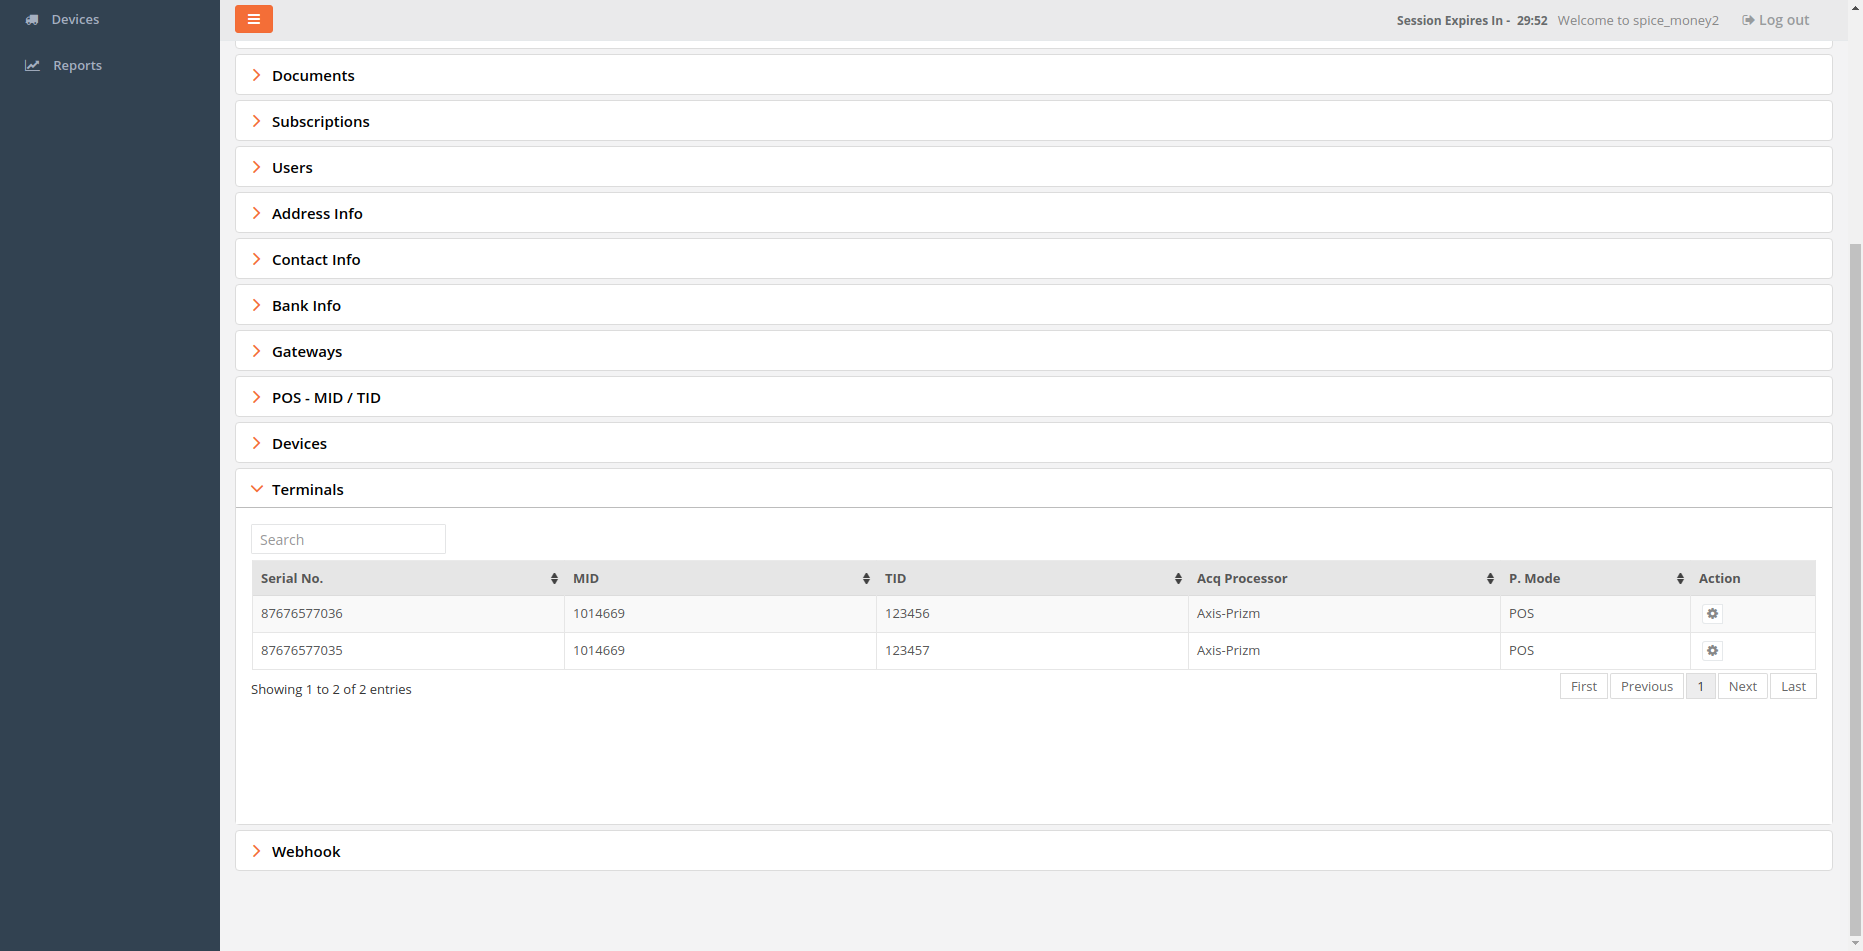 Devices
Reports
Session Expires In - 29:52 Welcome to spice_money2 Log out
Documents
Subscriptions
Users
Address Info
Contact Info
Bank Info
Gateways
POS - MID / TID
Devices
Terminals
Search
Serial No. MID TID Acq Processor P. Mode Action
87676577036 1014669 123456 Axis-Prizm POS
87676577035 1014669 123457 Axis-Prizm POS
Showing 1 to 2 of 2 entries First Previous 1 Next Last
Webhook